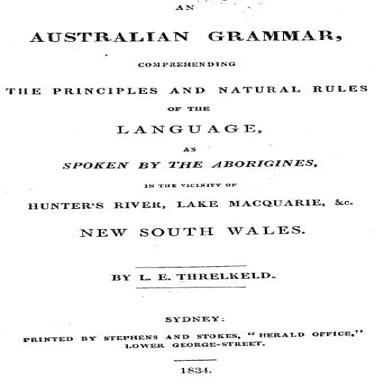 AN
AUSTRALIAN GRAMMAR,
COMPREHENDING
THE PRINCIPLES AND NATURAL RULES
OF THE
LANGUAGE,
AS
SPOKEN BY THE ABORIGINES,
IN THE VICINITY OF
HUNTER'S RIVER, LAKE MACQUARIE, &c.
NEW SOUTH WALES.
BY L. E. THRELKELD.
SYDNEY:
PRINTED BY STEPHENS AND STOKES, "HERALD OFFICE,"
LOWER GEORGE-STREET.
1834.